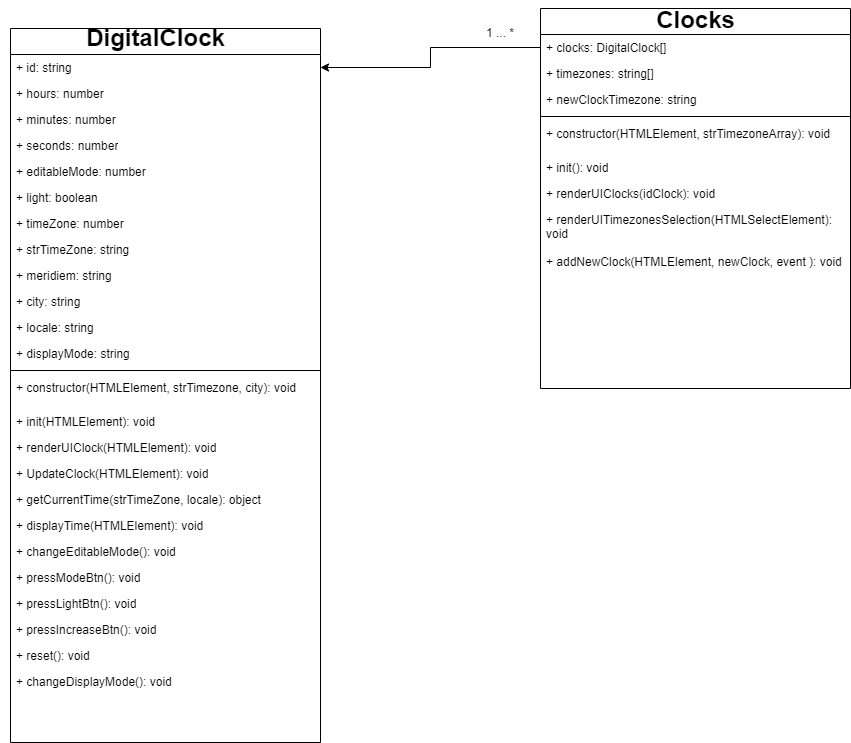 DigitalClock
+ id: string
+ hours: number
+ minutes: number
+ seconds: number
+ editableMode: number
+ light: boolean
+ timeZone: number
+ strTimeZone: string
+ meridiem: string
+ city: string
+ locale: string
+ displayMode: string
+ constructor(HTMLElement, strTimezone, city): void
+ init(HTMLElement): void
+ renderUIClock(HTMLElement): void
+ UpdateClock(HTMLElement): void
+ getCurrentTime(strTimeZone, locale): object
+ displayTime(HTMLElement): void
+ changeEditableMode(): void
+ pressModeBtn(): void
+ pressLightBtn(): void
+ pressIncreaseBtn(): void
+ reset(): void
+ changeDisplayMode(): void
1 ... *
Clocks
+ clocks: DigitalClock[]
+ timezones: string[]
+ newClockTimezone: string
+ constructor(HTMLElement, strTimezoneArray): void
+ init(): void
+ renderUIClocks(idClock): void
+ renderUITimezonesSelection(HTMLSelectElement):
void
+ addNewClock(HTMLElement, newClock, event ): void